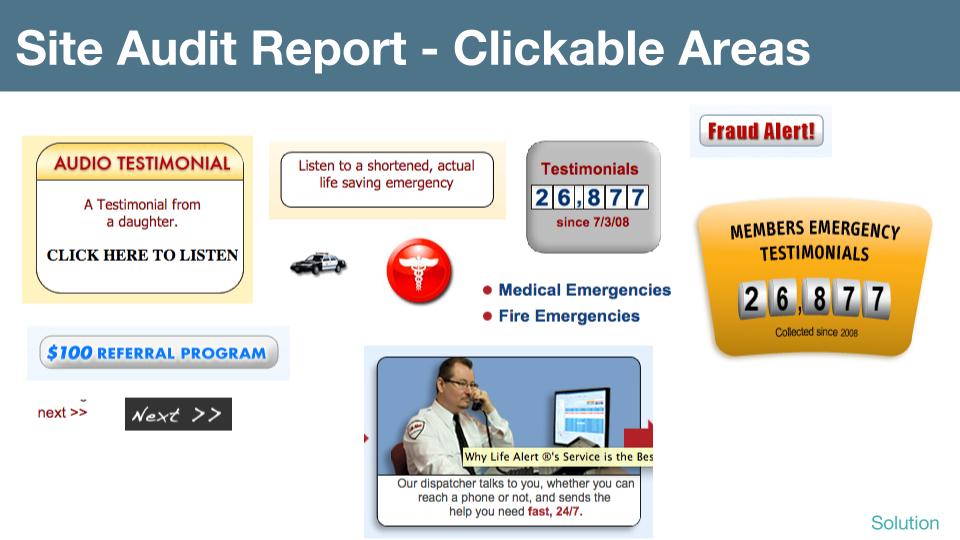 Site Audit Report - Clickable Areas
AUDIO TESTIMONIAL
A Testimonial from
a daughter.
CLICK HERE TO LISTEN
Listen to a shortened, actual
life saving emergency
Testimonials
26,877
since 7/3/08
Fraud Alert!
MEMBERS EMERGENCY
TESTIMONIALS
26,877
Collected since 2008
• Medical Emergencies
• Fire Emergencies
$100 REFERRAL PROGRAM
next >>
Next >>
Why Life Alert ®'s Service is the Bes
Our dispatcher talks to you, whether you can
reach a phone or not, and sends the
help you need fast, 24/7.
Solution